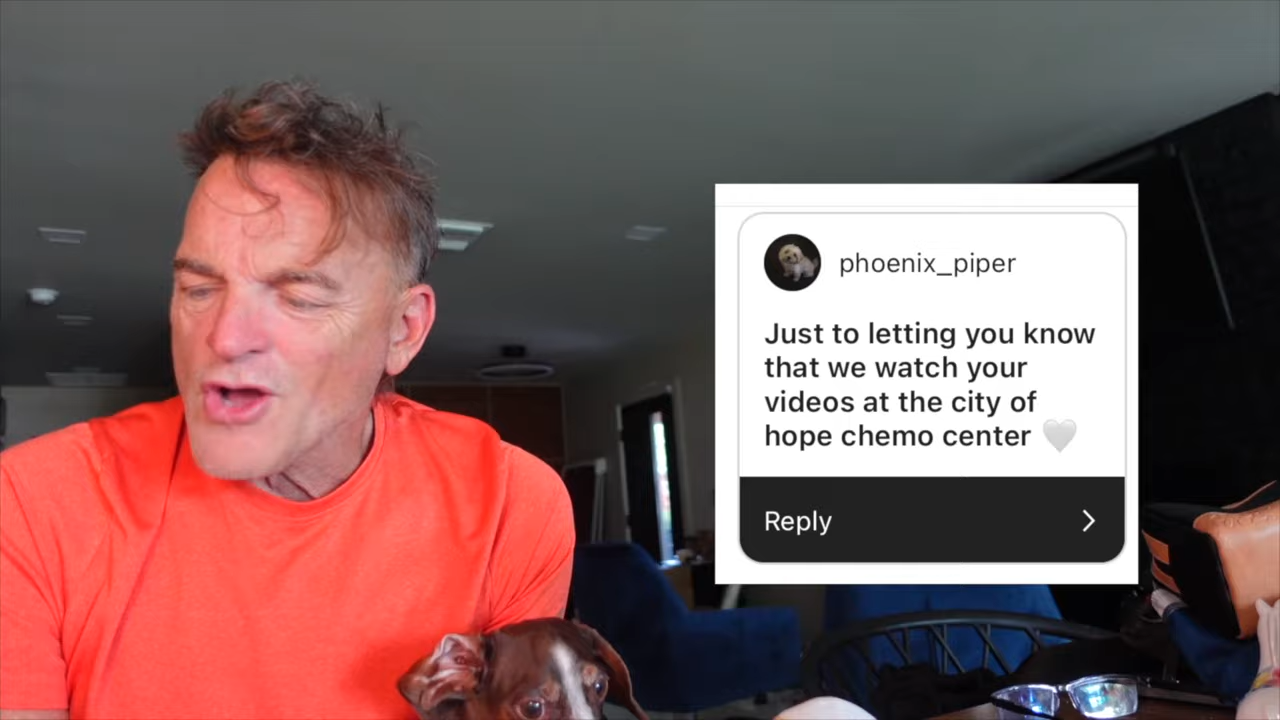 phoenix_piper
Just to letting you know
that we watch your
videos at the city of
hope chemo center 🤍
Reply